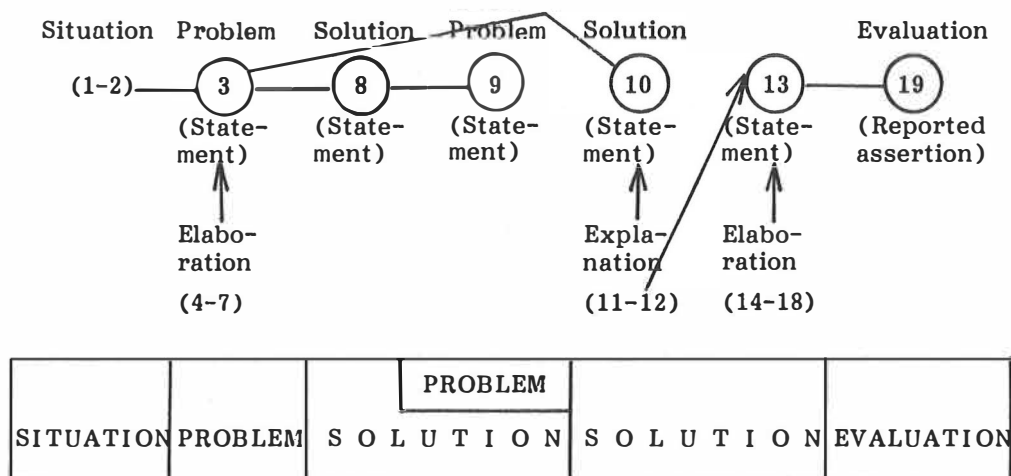 Situation Problem Solution Problem Solution Evaluation
(1-2) 3 8 9 10 13 19
(State- (State- (State- (State- (State- (Reported
ment) ment) ment) ment) ment) assertion)
Elabo- Expla- Elabo-
ration nation ration
(4-7) (11-12) (14-18)
PROBLEM
SITUATION PROBLEM SOLUTION SOLUTION EVALUATION